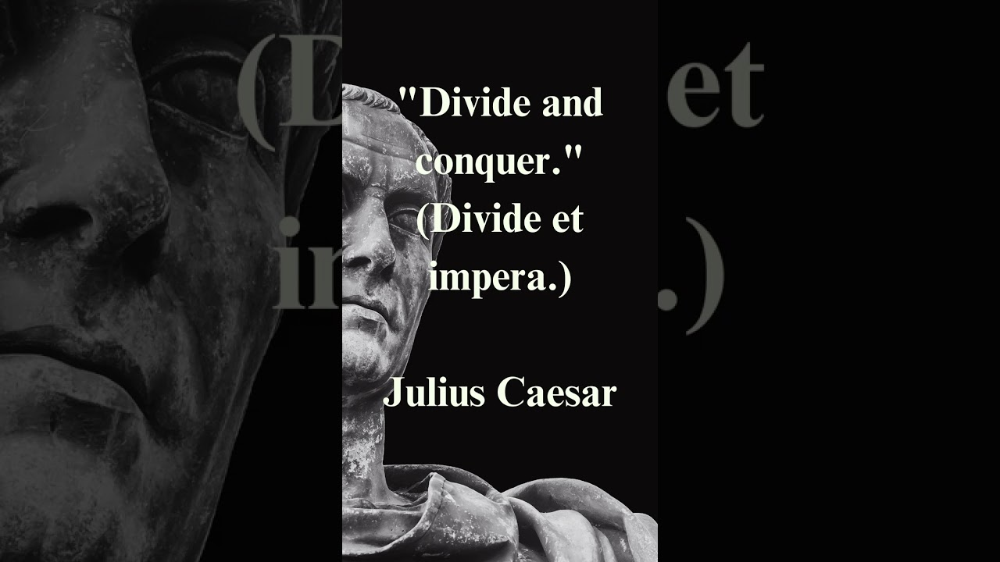 "Divide and
conquer."
(Divide et
impera.)
Julius Caesar